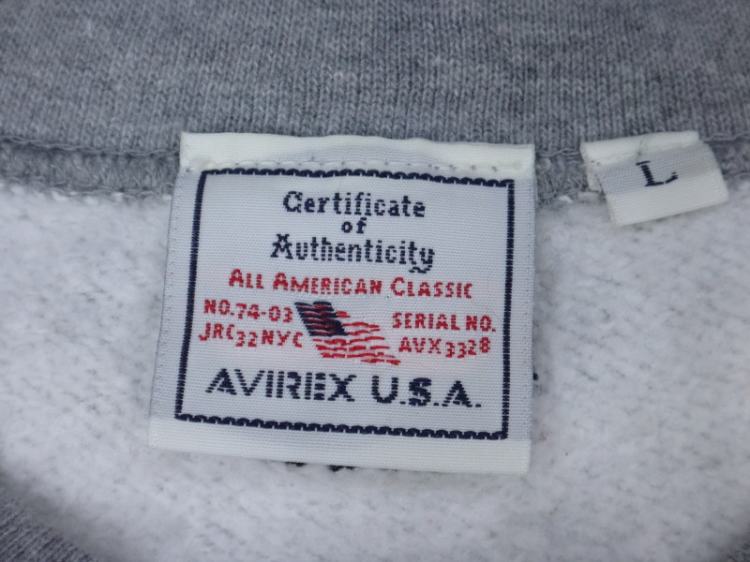 Certificate
of
Authenticity
ALL AMERICAN CLASSIC
NO.74-03
JRC32NYC
SERIAL NO.
AVX3328
AVIREX U.S.A.
L